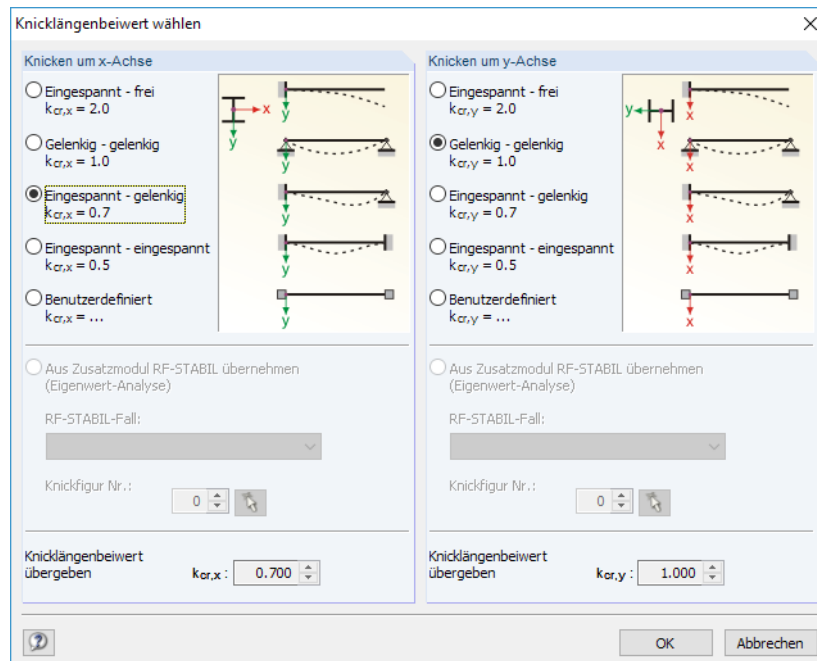 Knicklängenbeiwert wählen
Knicken um x-Achse
Eingespannt - frei
kcr,x = 2.0
Gelenkig - gelenkig
kcr,x = 1.0
Eingespannt - gelenkig
kcr,x = 0.7
Eingespannt - eingespannt
kcr,x = 0.5
Benutzerdefiniert
kcr,x = ...
x
y
y
y
y
y
y
Aus Zusatzmodul RF-STABIL übernehmen
(Eigenwert-Analyse)
RF-STABIL-Fall:
Knickfigur Nr.:
0
Knicklängenbeiwert
übergeben
kcr,x : 0.700
Knicken um y-Achse
Eingespannt - frei
kcr,y = 2.0
Gelenkig - gelenkig
kcr,y = 1.0
Eingespannt - gelenkig
kcr,y = 0.7
Eingespannt - eingespannt
kcr,y = 0.5
Benutzerdefiniert
kcr,y = ...
y
x
x
x
x
x
x
Aus Zusatzmodul RF-STABIL übernehmen
(Eigenwert-Analyse)
RF-STABIL-Fall:
Knickfigur Nr.:
0
Knicklängenbeiwert
übergeben
kcr,y : 1.000
OK
Abbrechen